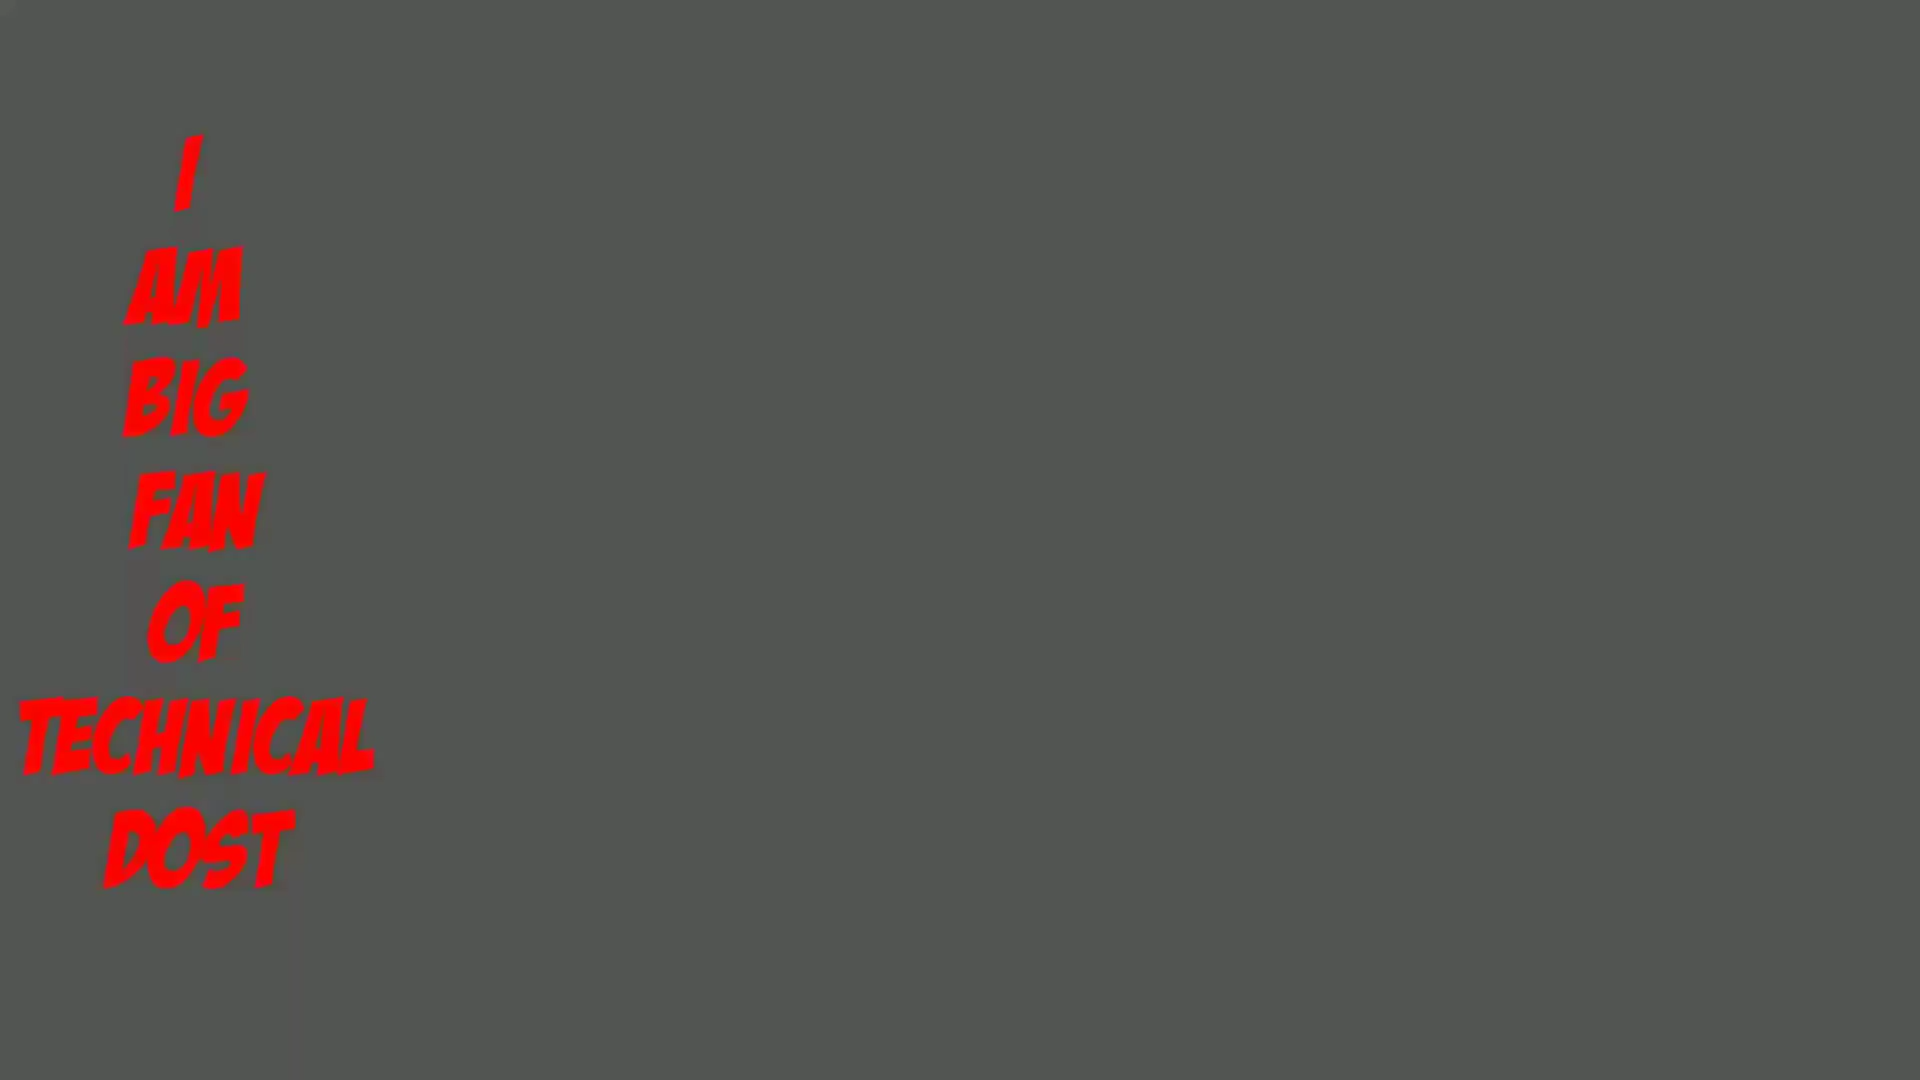 I
AM
BIG
FAN
OF
TECHNICAL
DOST